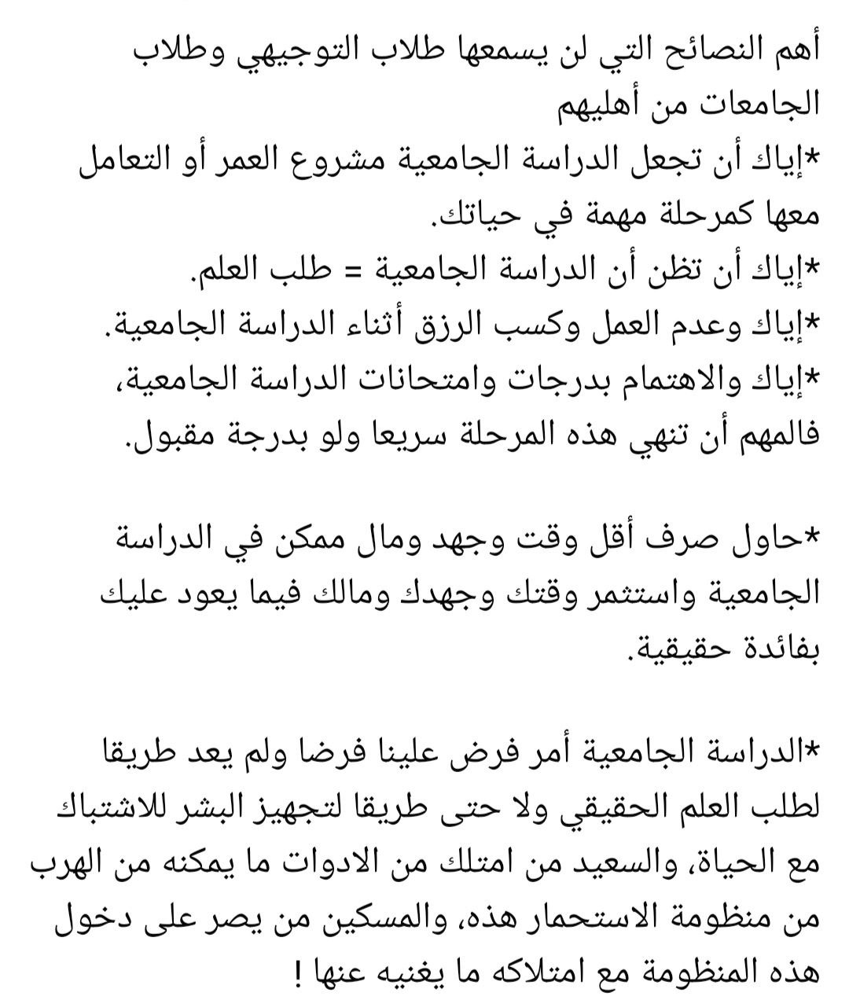 أهم النصائح التي لن يسمعها طلاب التوجيهي وطلاب
الجامعات من أهليهم
*إياك أن تجعل الدراسة الجامعية مشروع العمر أو التعامل
معها كمرحلة مهمة في حياتك.
*إياك أن تظن أن الدراسة الجامعية = طلب العلم.
*إياك وعدم العمل وكسب الرزق أثناء الدراسة الجامعية.
*إياك والاهتمام بدرجات وامتحانات الدراسة الجامعية،
فالمهم أن تنهي هذه المرحلة سريعا ولو بدرجة مقبول.
*حاول صرف أقل وقت وجهد ومال ممكن في الدراسة
الجامعية واستثمر وقتك وجهدك ومالك فيما يعود عليك
بفائدة حقيقية.
*الدراسة الجامعية أمر فرض علينا فرضا ولم يعد طريقا
لطلب العلم الحقيقي ولا حتى طريقا لتجهيز البشر للاشتباك
مع الحياة، والسعيد من امتلك من الادوات ما يمكنه من الهرب
من منظومة الاستحمار هذه، والمسكين من يصر على دخول
هذه المنظومة مع امتلاكه ما يغنيه عنها !